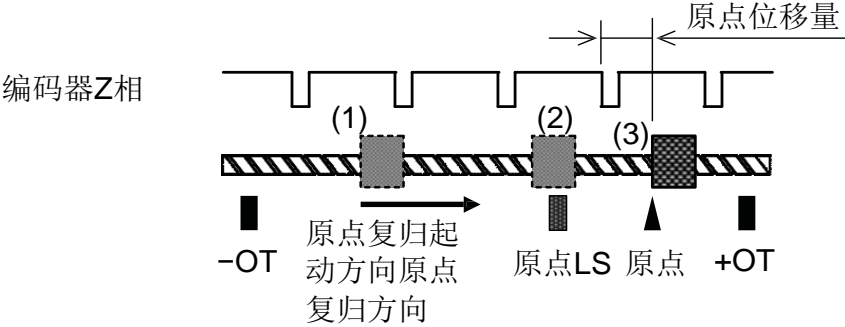 原点位移量
编码器Z相
(1)
(2)
(3)
−OT
原点复归起
动方向原点
复归方向
原点LS
原点
+OT